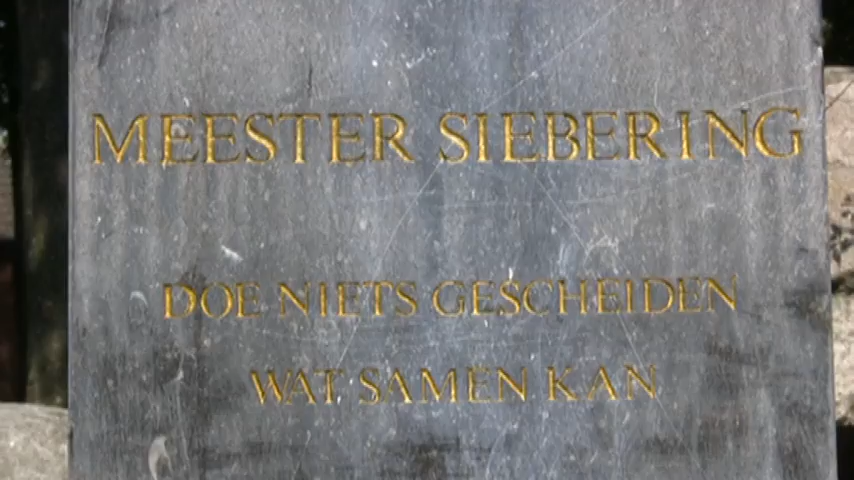 MEESTER SIEBERING
DOE NIETS GESCHEIDEN
WAT SAMEN KAN